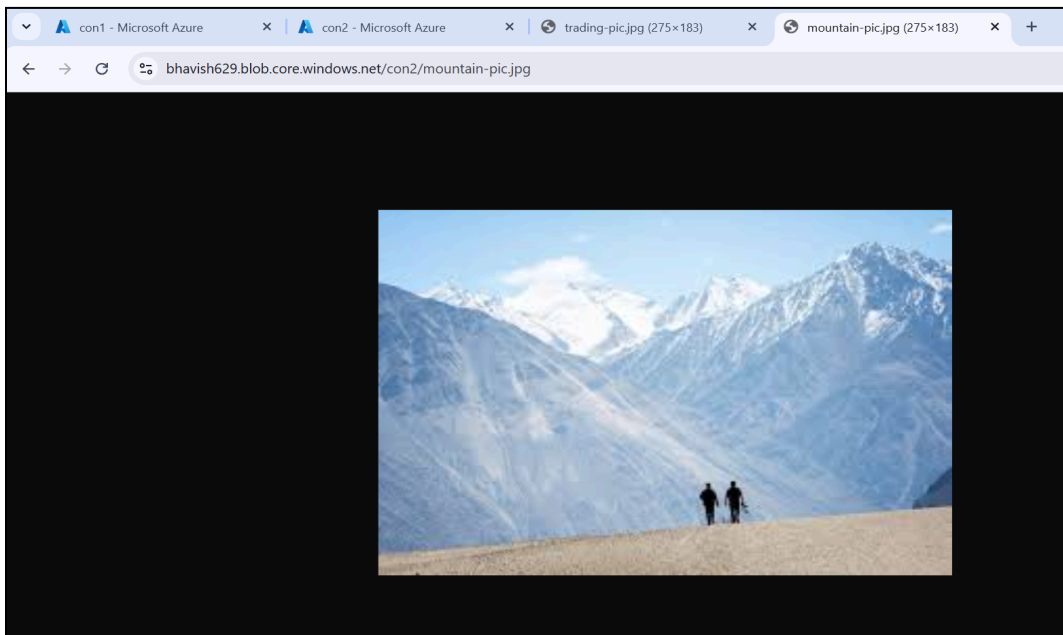 con1 - Microsoft Azure
con2 - Microsoft Azure
trading-pic.jpg (275×183)
mountain-pic.jpg (275×183)
bhavish629.blob.core.windows.net/con2/mountain-pic.jpg